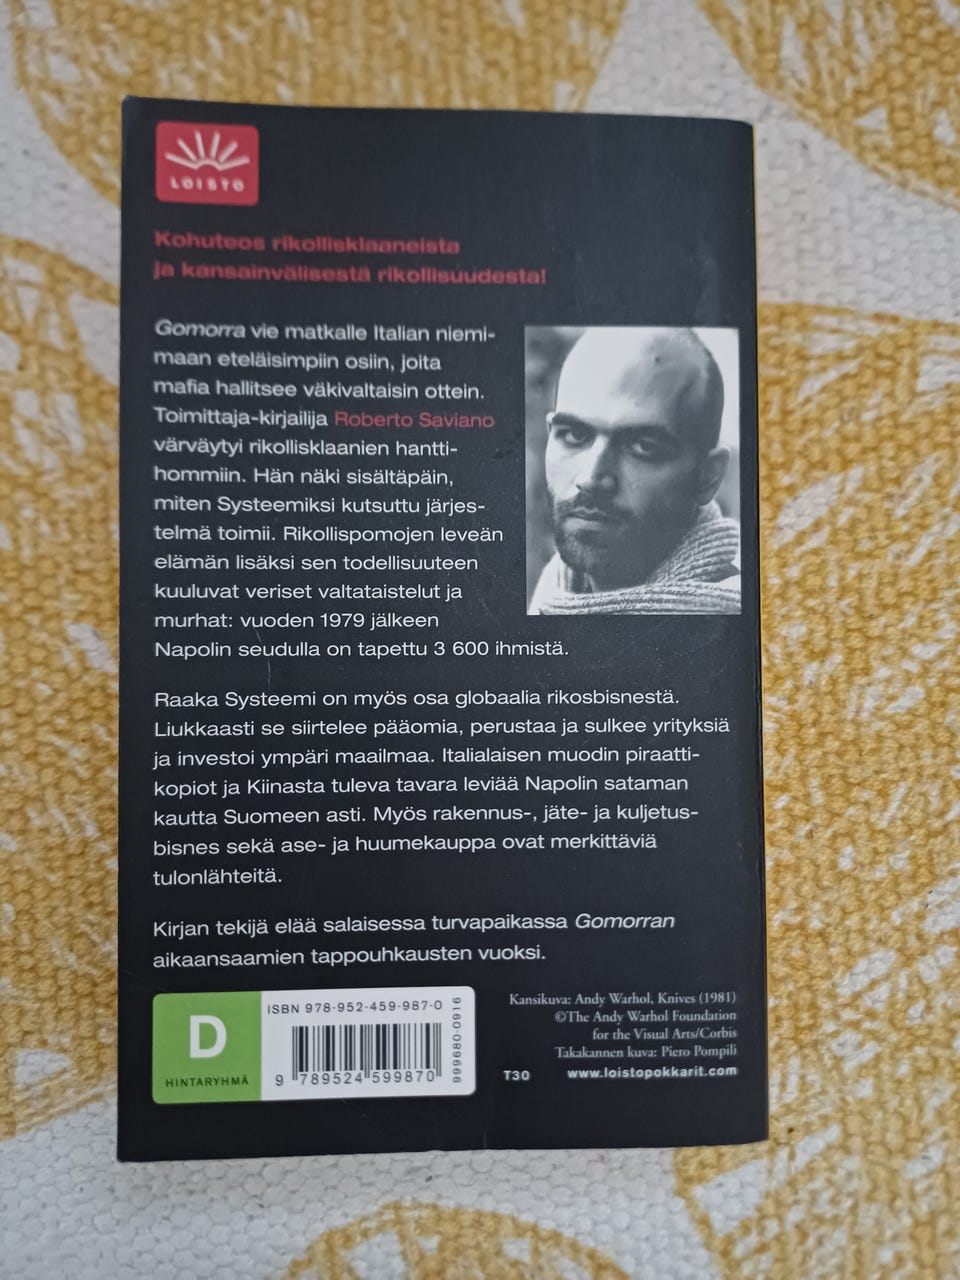 LOISTO
Kohuteos rikollisklaaneista
ja kansainvälisestä rikollisuudesta!
Gomorra vie matkalle Italian niemi-
maan eteläisimpiin osiin, joita
mafia hallitsee väkivaltaisin ottein.
Toimittaja-kirjailija Roberto Saviano
värväytyi rikollisklaanien hantti-
hommiin. Hän näki sisältäpäin,
miten Systeemiksi kutsuttu järjes-
telmä toimii. Rikollispomojen leveän
elämän lisäksi sen todellisuuteen
kuuluvat veriset valtataistelut ja
murhat: vuoden 1979 jälkeen
Napolin seudulla on tapettu 3 600 ihmistä.
Raaka Systeemi on myös osa globaalia rikosbisnestä.
Liukkaasti se siirtelee pääomia, perustaa ja sulkee yrityksiä
ja investoi ympäri maailmaa. Italialaisen muodin piraatti-
kopiot ja Kiinasta tuleva tavara leviää Napolin sataman
kautta Suomeen asti. Myös rakennus-, jäte- ja kuljetus-
bisnes sekä ase- ja huumekauppa ovat merkittäviä
tulonlähteitä.
Kirjan tekijä elää salaisessa turvapaikassa Gomorran
aikaansaamien tappouhkausten vuoksi.
D
HINTARYHMÄ
ISBN 978-952-459-987-0
9 789524 599870
999680-0916
Kansikuva: Andy Warhol, Knives (1981)
©The Andy Warhol Foundation
for the Visual Arts/Corbis
Takakannen kuva: Piero Pompili
T30 www.loistopokkarit.com